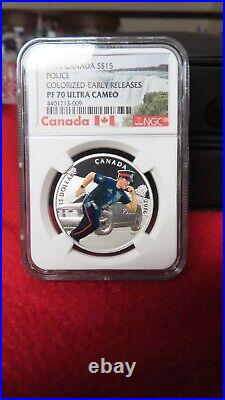 CANADA S$15
POLICE
COLORIZED-EARLY RELEASES
PF 70 ULTRA CAMEO
4401713-009
Canada NGC
CANADA
15 DOLLARS
2016